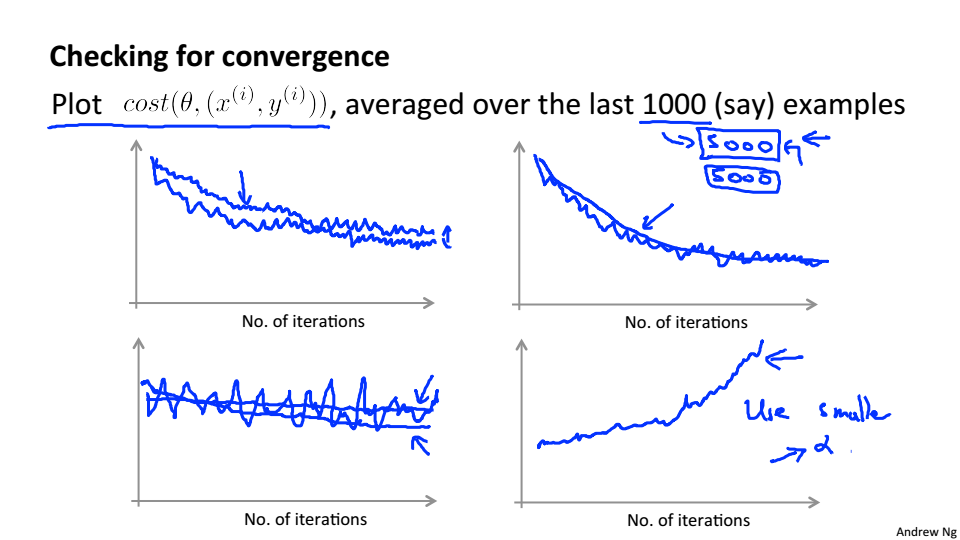 Checking for convergence
Plot cost(θ, (x^{(i)}, y^{(i)})), averaged over the last 1000 (say) examples
5000
5000
No. of iterations
No. of iterations
Use smaller
α.
No. of iterations
No. of iterations
Andrew Ng